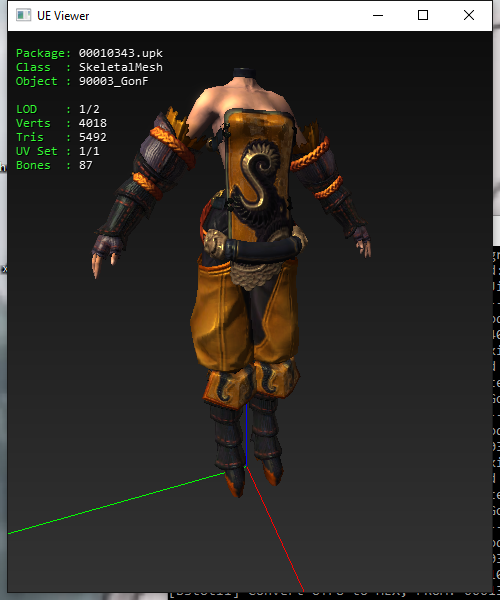 UE Viewer
Package: 00010343.upk
Class : SkeletalMesh
Object : 90003_GonF
LOD : 1/2
Verts : 4018
Tris : 5492
UV Set : 1/1
Bones : 87